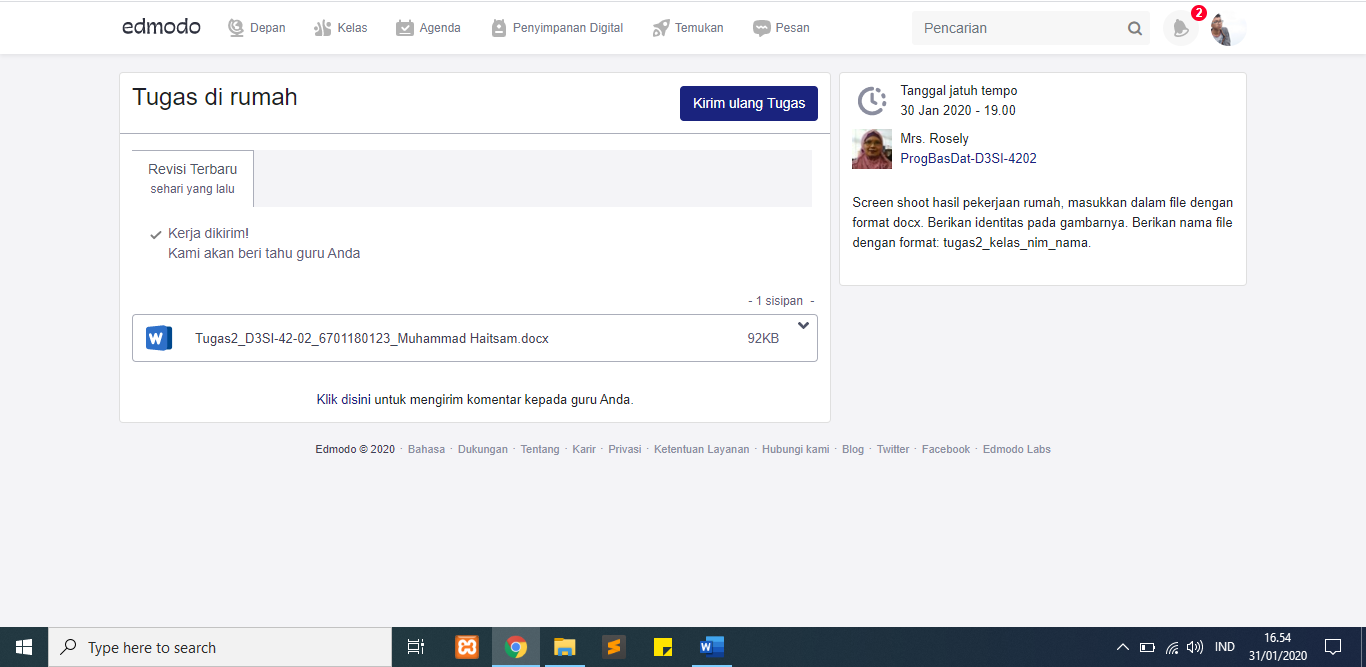 edmodo
Depan
Kelas
Agenda
Penyimpanan Digital
Temukan
Pesan
Pencarian
2
Tugas di rumah
Kirim ulang Tugas
Revisi Terbaru
sehari yang lalu
Kerja dikirim!
Kami akan beri tahu guru Anda
- 1 sisipan -
W
Tugas2_D3SI-42-02_6701180123_Muhammad Haitsam.docx
92KB
Klik disini untuk mengirim komentar kepada guru Anda.
Tanggal jatuh tempo
30 Jan 2020 - 19.00
Mrs. Rosely
ProgBasDat-D3SI-4202
Screen shoot hasil pekerjaan rumah, masukkan dalam file dengan
format docx. Berikan identitas pada gambarnya. Berikan nama file
dengan format: tugas2_kelas_nim_nama.
Edmodo © 2020 · Bahasa · Dukungan · Tentang · Karir · Privasi · Ketentuan Layanan · Hubungi kami · Blog · Twitter · Facebook · Edmodo Labs
Type here to search
W
IND
16.54
31/01/2020